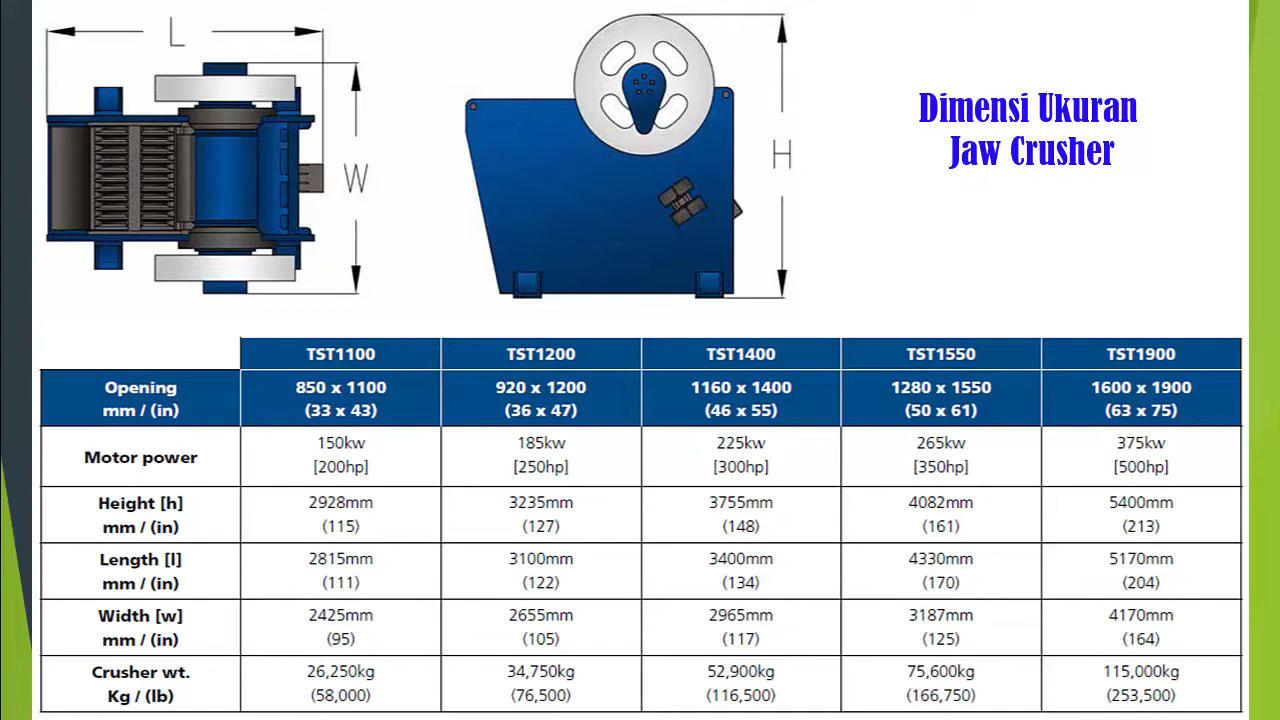 L
W
H
Dimensi Ukuran
Jaw Crusher
TST1100 TST1200 TST1400 TST1550 TST1900
Opening 850 x 1100 920 x 1200 1160 x 1400 1280 x 1550 1600 x 1900
mm / (in) (33 x 43) (36 x 47) (46 x 55) (50 x 61) (63 x 75)
Motor power 150kw 185kw 225kw 265kw 375kw
[200hp] [250hp] [300hp] [350hp] [500hp]
Height [h] 2928mm 3235mm 3755mm 4082mm 5400mm
mm / (in) (115) (127) (148) (161) (213)
Length [l] 2815mm 3100mm 3400mm 4330mm 5170mm
mm / (in) (111) (122) (134) (170) (204)
Width [w] 2425mm 2655mm 2965mm 3187mm 4170mm
mm / (in) (95) (105) (117) (125) (164)
Crusher wt. 26,250kg 34,750kg 52,900kg 75,600kg 115,000kg
Kg / (lb) (58,000) (76,500) (116,500) (166,750) (253,500)